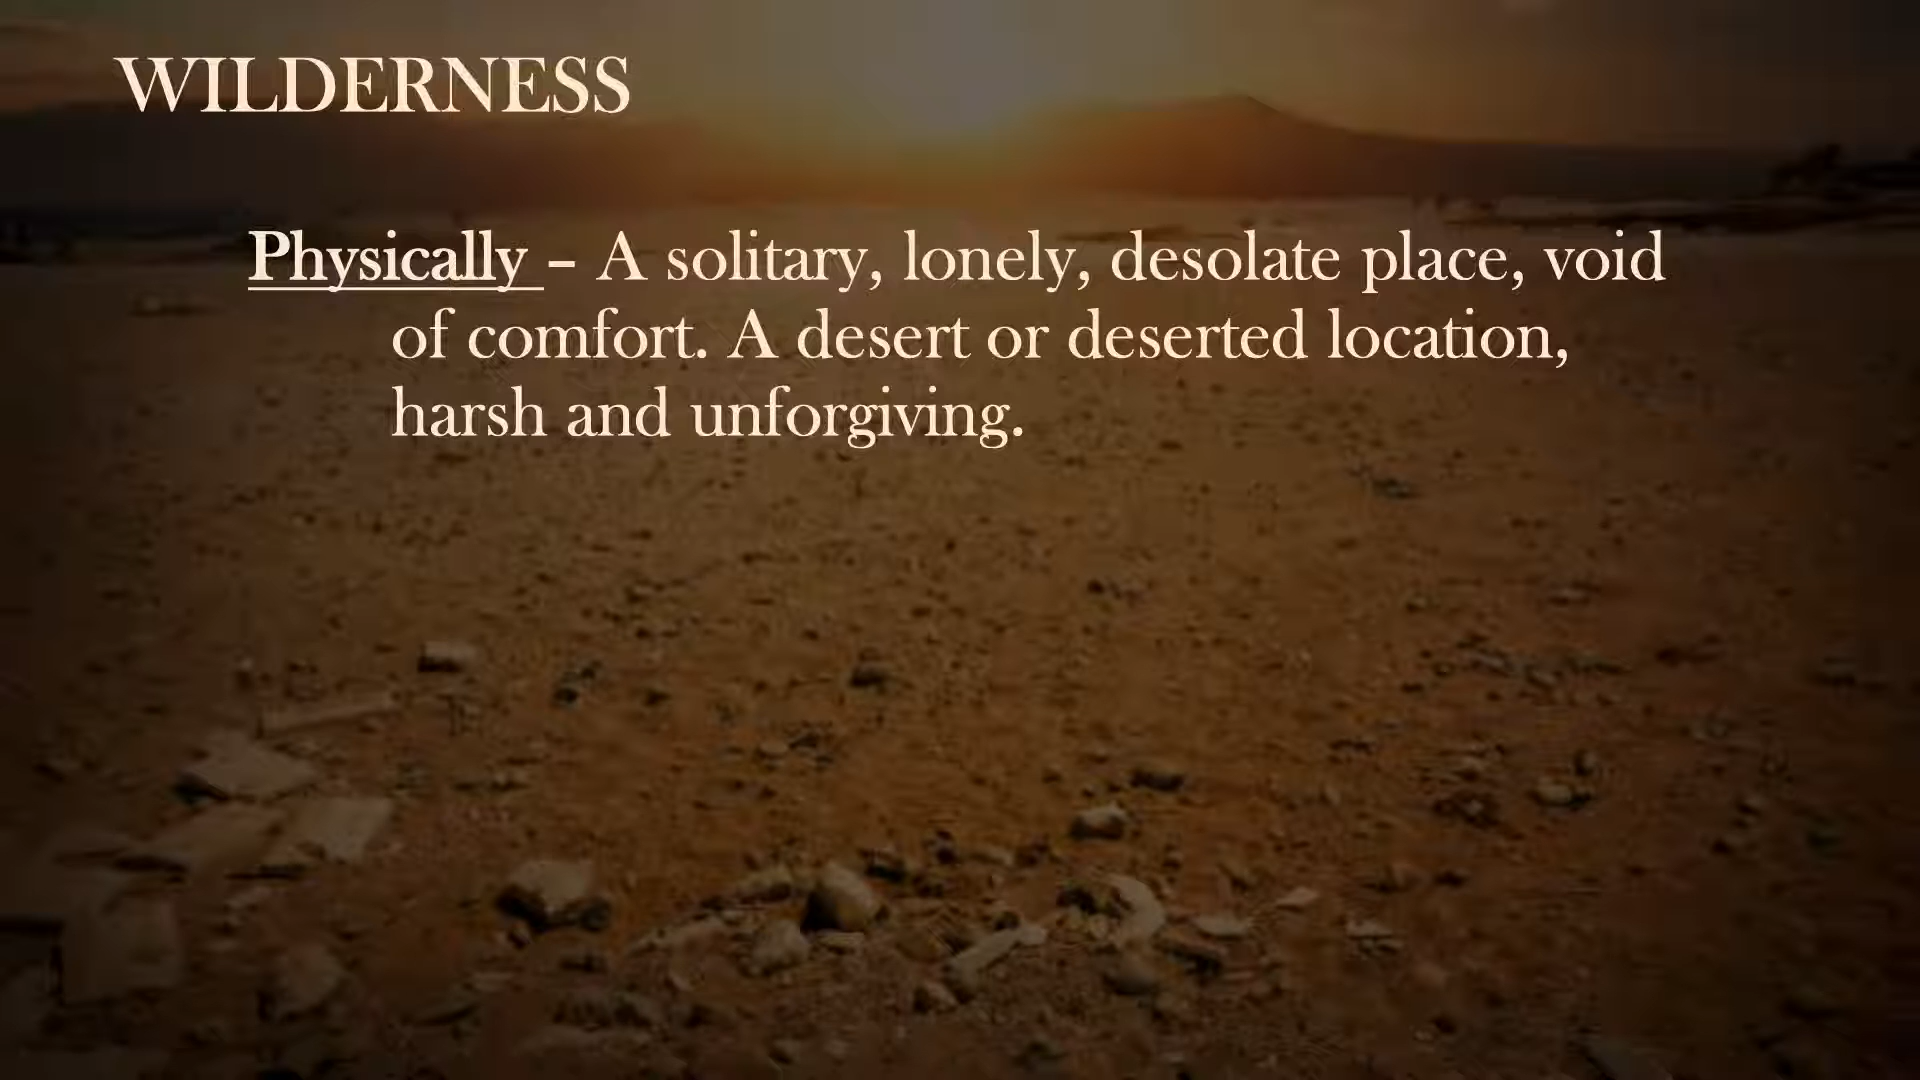 WILDERNESS
Physically – A solitary, lonely, desolate place, void
of comfort. A desert or deserted location,
harsh and unforgiving.